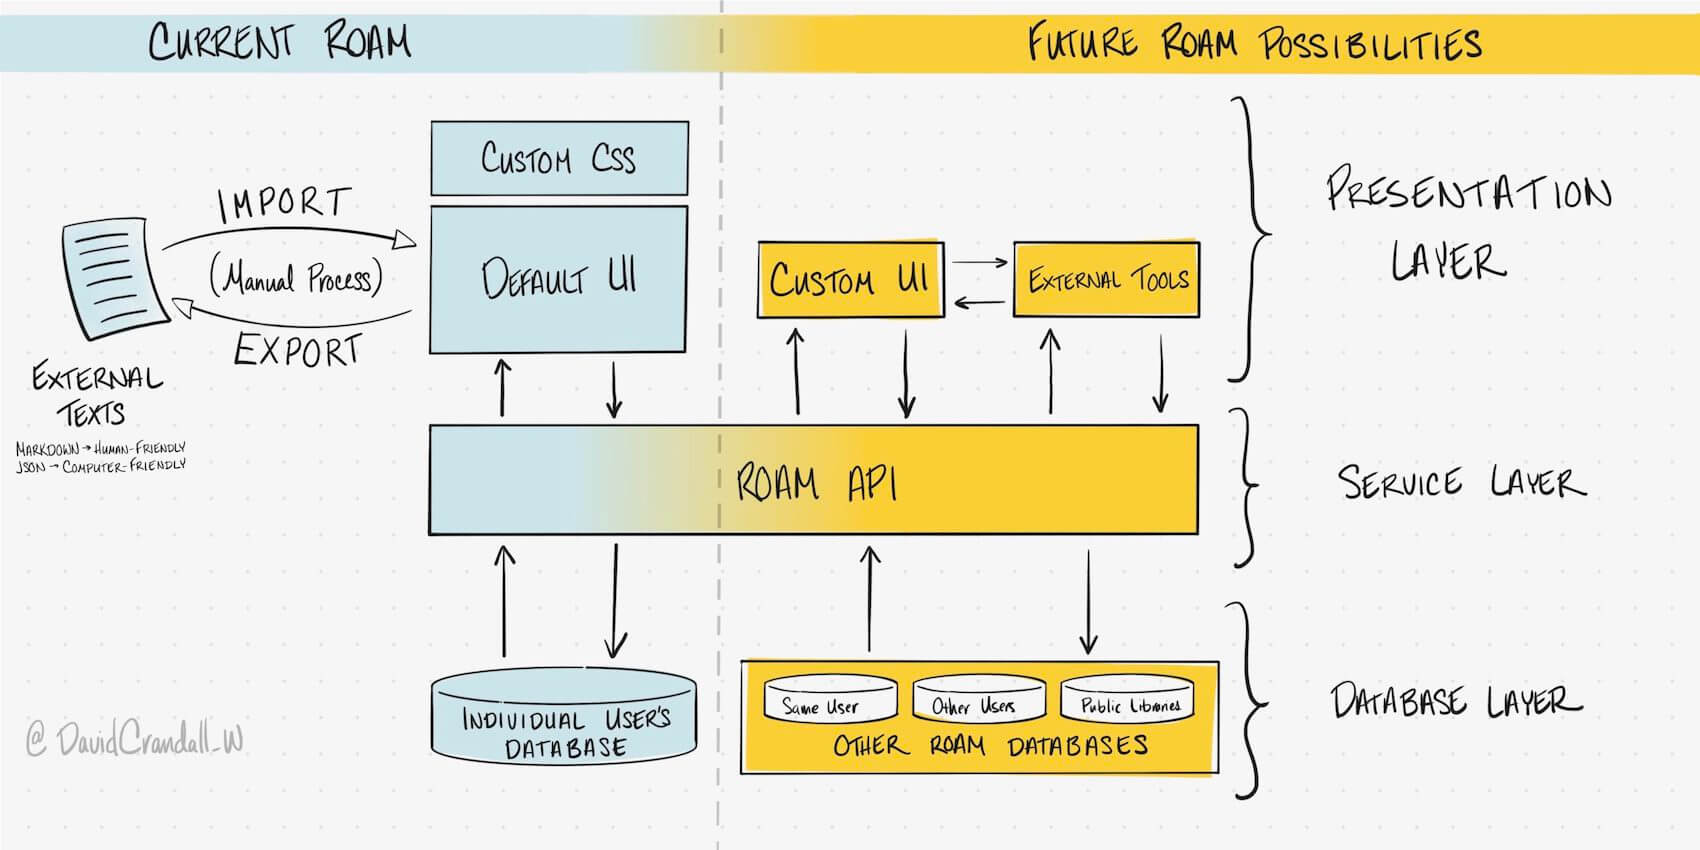 CURRENT ROAM
FUTURE ROAM POSSIBILITIES
CUSTOM CSS
IMPORT
(Manual Process)
EXPORT
DEFAULT UI
EXTERNAL
TEXTS
MARKDOWN → HUMAN-FRIENDLY
JSON → COMPUTER-FRIENDLY
CUSTOM UI
EXTERNAL TOOLS
PRESENTATION
LAYER
ROAM API
SERVICE LAYER
INDIVIDUAL USER'S
DATABASE
Same User
Other Users
Public Libraries
OTHER ROAM DATABASES
DATABASE LAYER
@DavidCrandall_W